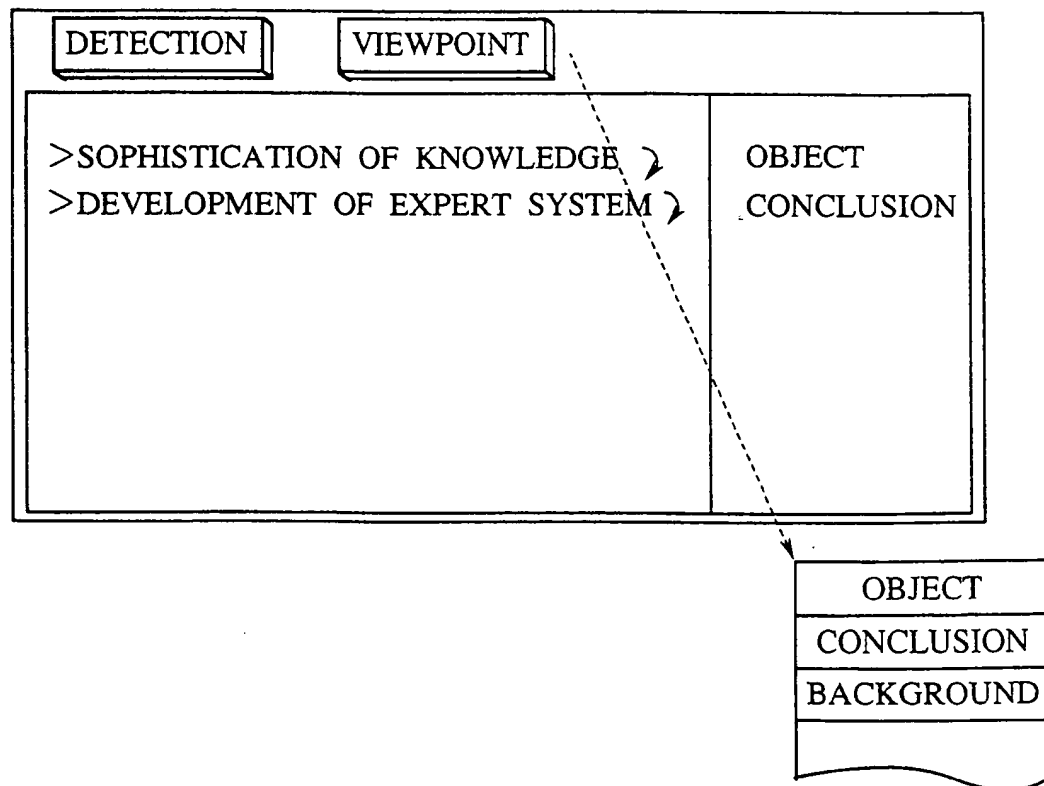 DETECTION VIEWPOINT
>SOPHISTICATION OF KNOWLEDGE OBJECT
>DEVELOPMENT OF EXPERT SYSTEM CONCLUSION
OBJECT
CONCLUSION
BACKGROUND